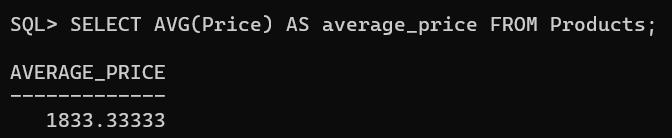 SQL> SELECT AVG(Price) AS average_price FROM Products;
AVERAGE_PRICE
-------------
1833.33333